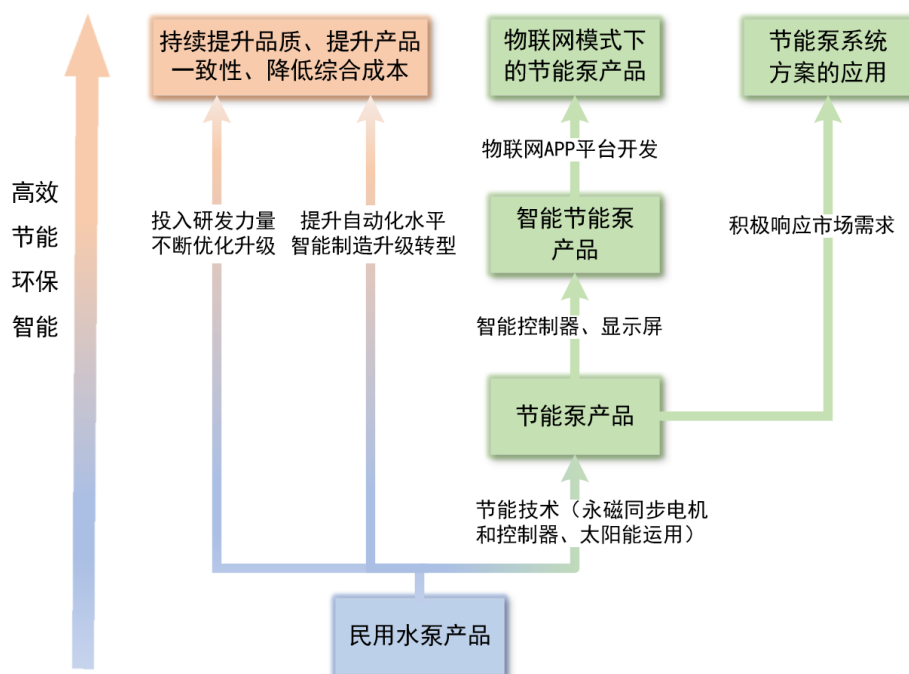 持续提升品质、提升产品
一致性、降低综合成本
物联网模式下
的节能泵产品
节能泵系统
方案的应用
物联网APP平台开发
高效
节能
环保
智能
投入研发力量
不断优化升级
提升自动化水平
智能制造升级转型
智能节能泵
产品
积极响应市场需求
智能控制器、显示屏
节能泵产品
节能技术（永磁同步电机
和控制器、太阳能运用）
民用水泵产品